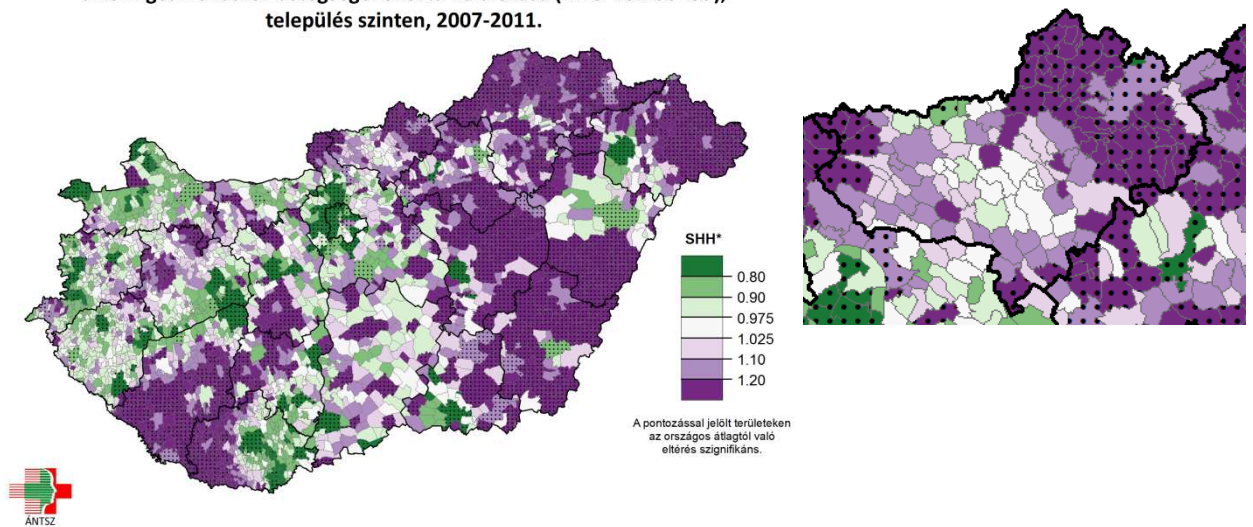 település szinten, 2007-2011.
SHH*
0.80
0.90
0.975
1.025
1.10
1.20
A pontozással jelölt területeken
az országos átlagtól való
eltérés szignifikáns.
ÁNTSZ